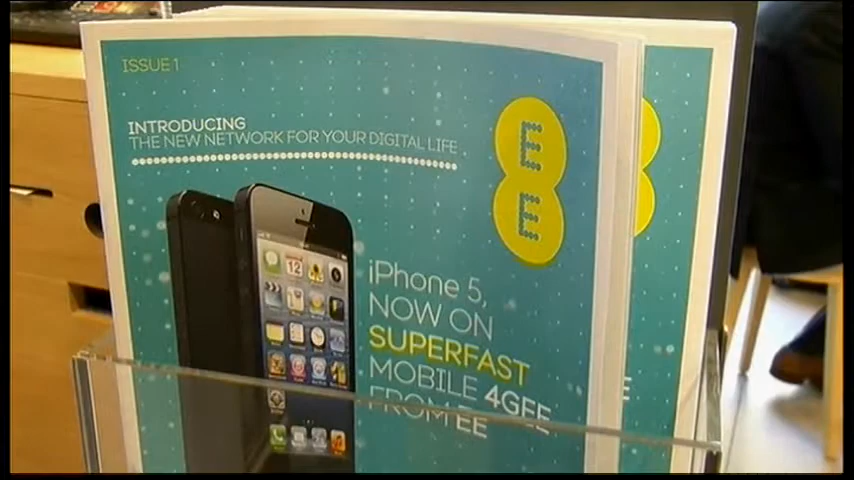 ISSUE 1
INTRODUCING
THE NEW NETWORK FOR YOUR DIGITAL LIFE
E
E
iPhone 5,
NOW ON
SUPERFAST
MOBILE 4GEE
FROM EE
12